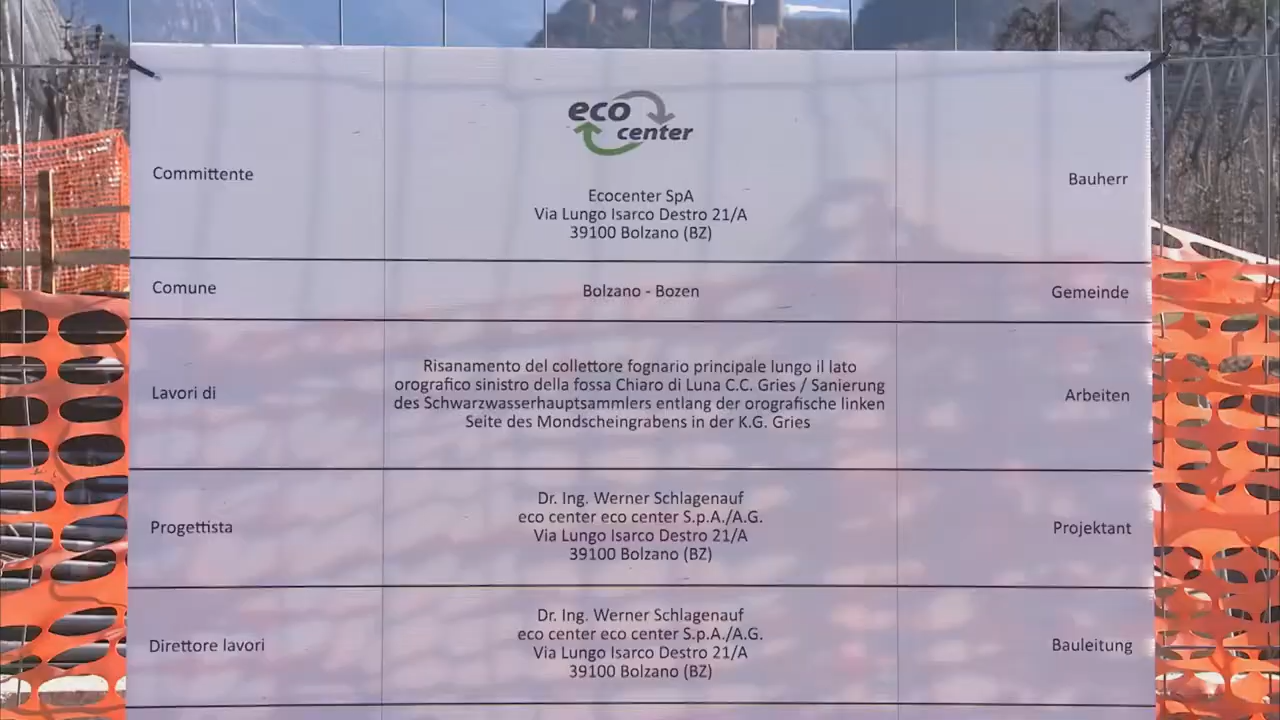 eco
center
Committente
Ecocenter SpA
Via Lungo Isarco Destro 21/A
39100 Bolzano (BZ)
Bauherr
Comune
Bolzano - Bozen
Gemeinde
Lavori di
Risanamento del collettore fognario principale lungo il lato
orografico sinistro della fossa Chiaro di Luna C.C. Gries / Sanierung
des Schwarzwasserhauptsammlers entlang der orografische linken
Seite des Mondscheingrabens in der K.G. Gries
Arbeiten
Progettista
Dr. Ing. Werner Schlagenauf
eco center eco center S.p.A./A.G.
Via Lungo Isarco Destro 21/A
39100 Bolzano (BZ)
Projektant
Direttore lavori
Dr. Ing. Werner Schlagenauf
eco center eco center S.p.A./A.G.
Via Lungo Isarco Destro 21/A
39100 Bolzano (BZ)
Bauleitung